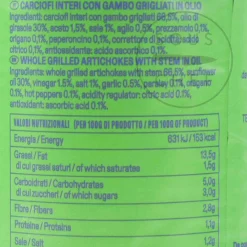 CARCIOFI INTERI CON GAMBO GRIGLIATI IN OLIO
Ingredienti: carciofi interi con gambo grigliati 66,5%, olio di
girasole 30%, aceto 1,5%, sale 1%, aglio 0,5%, prezzemolo 0.1%,
origano 0.1%, peperoncino 0.1%, correttore di acidità: acido
citrico 0.1%, antiossidante: acido ascorbico 0.1%.
WHOLE GRILLED ARTICHOKES WITH STEM IN OIL
Ingredients: whole grilled artichokes with stem 66,5%, sunflower
oil 30%, vinegar 1.5%, salt 1%, garlic 0.5%, parsley 0.1%, oregano
0.1%, hot peppers 0.1%, acidity regulator: citric acid 0.1%,
antioxidant: ascorbic acid 0.1%.
VALORI NUTRIZIONALI (PER 100G DI PRODOTTO / PER 100G OF PRODUCT)
Energia / Energy 631 kJ / 153 kcal
Grassi / Fat 13,5g
di cui grassi saturi / of which saturates 1,5g
Carboidrati / Carbohydrates 5,0g
di cui zuccheri / of which sugars
Fibre / Fibers 2,6g
Proteine / Proteins 1,1g
Sale / Salt 1,2g